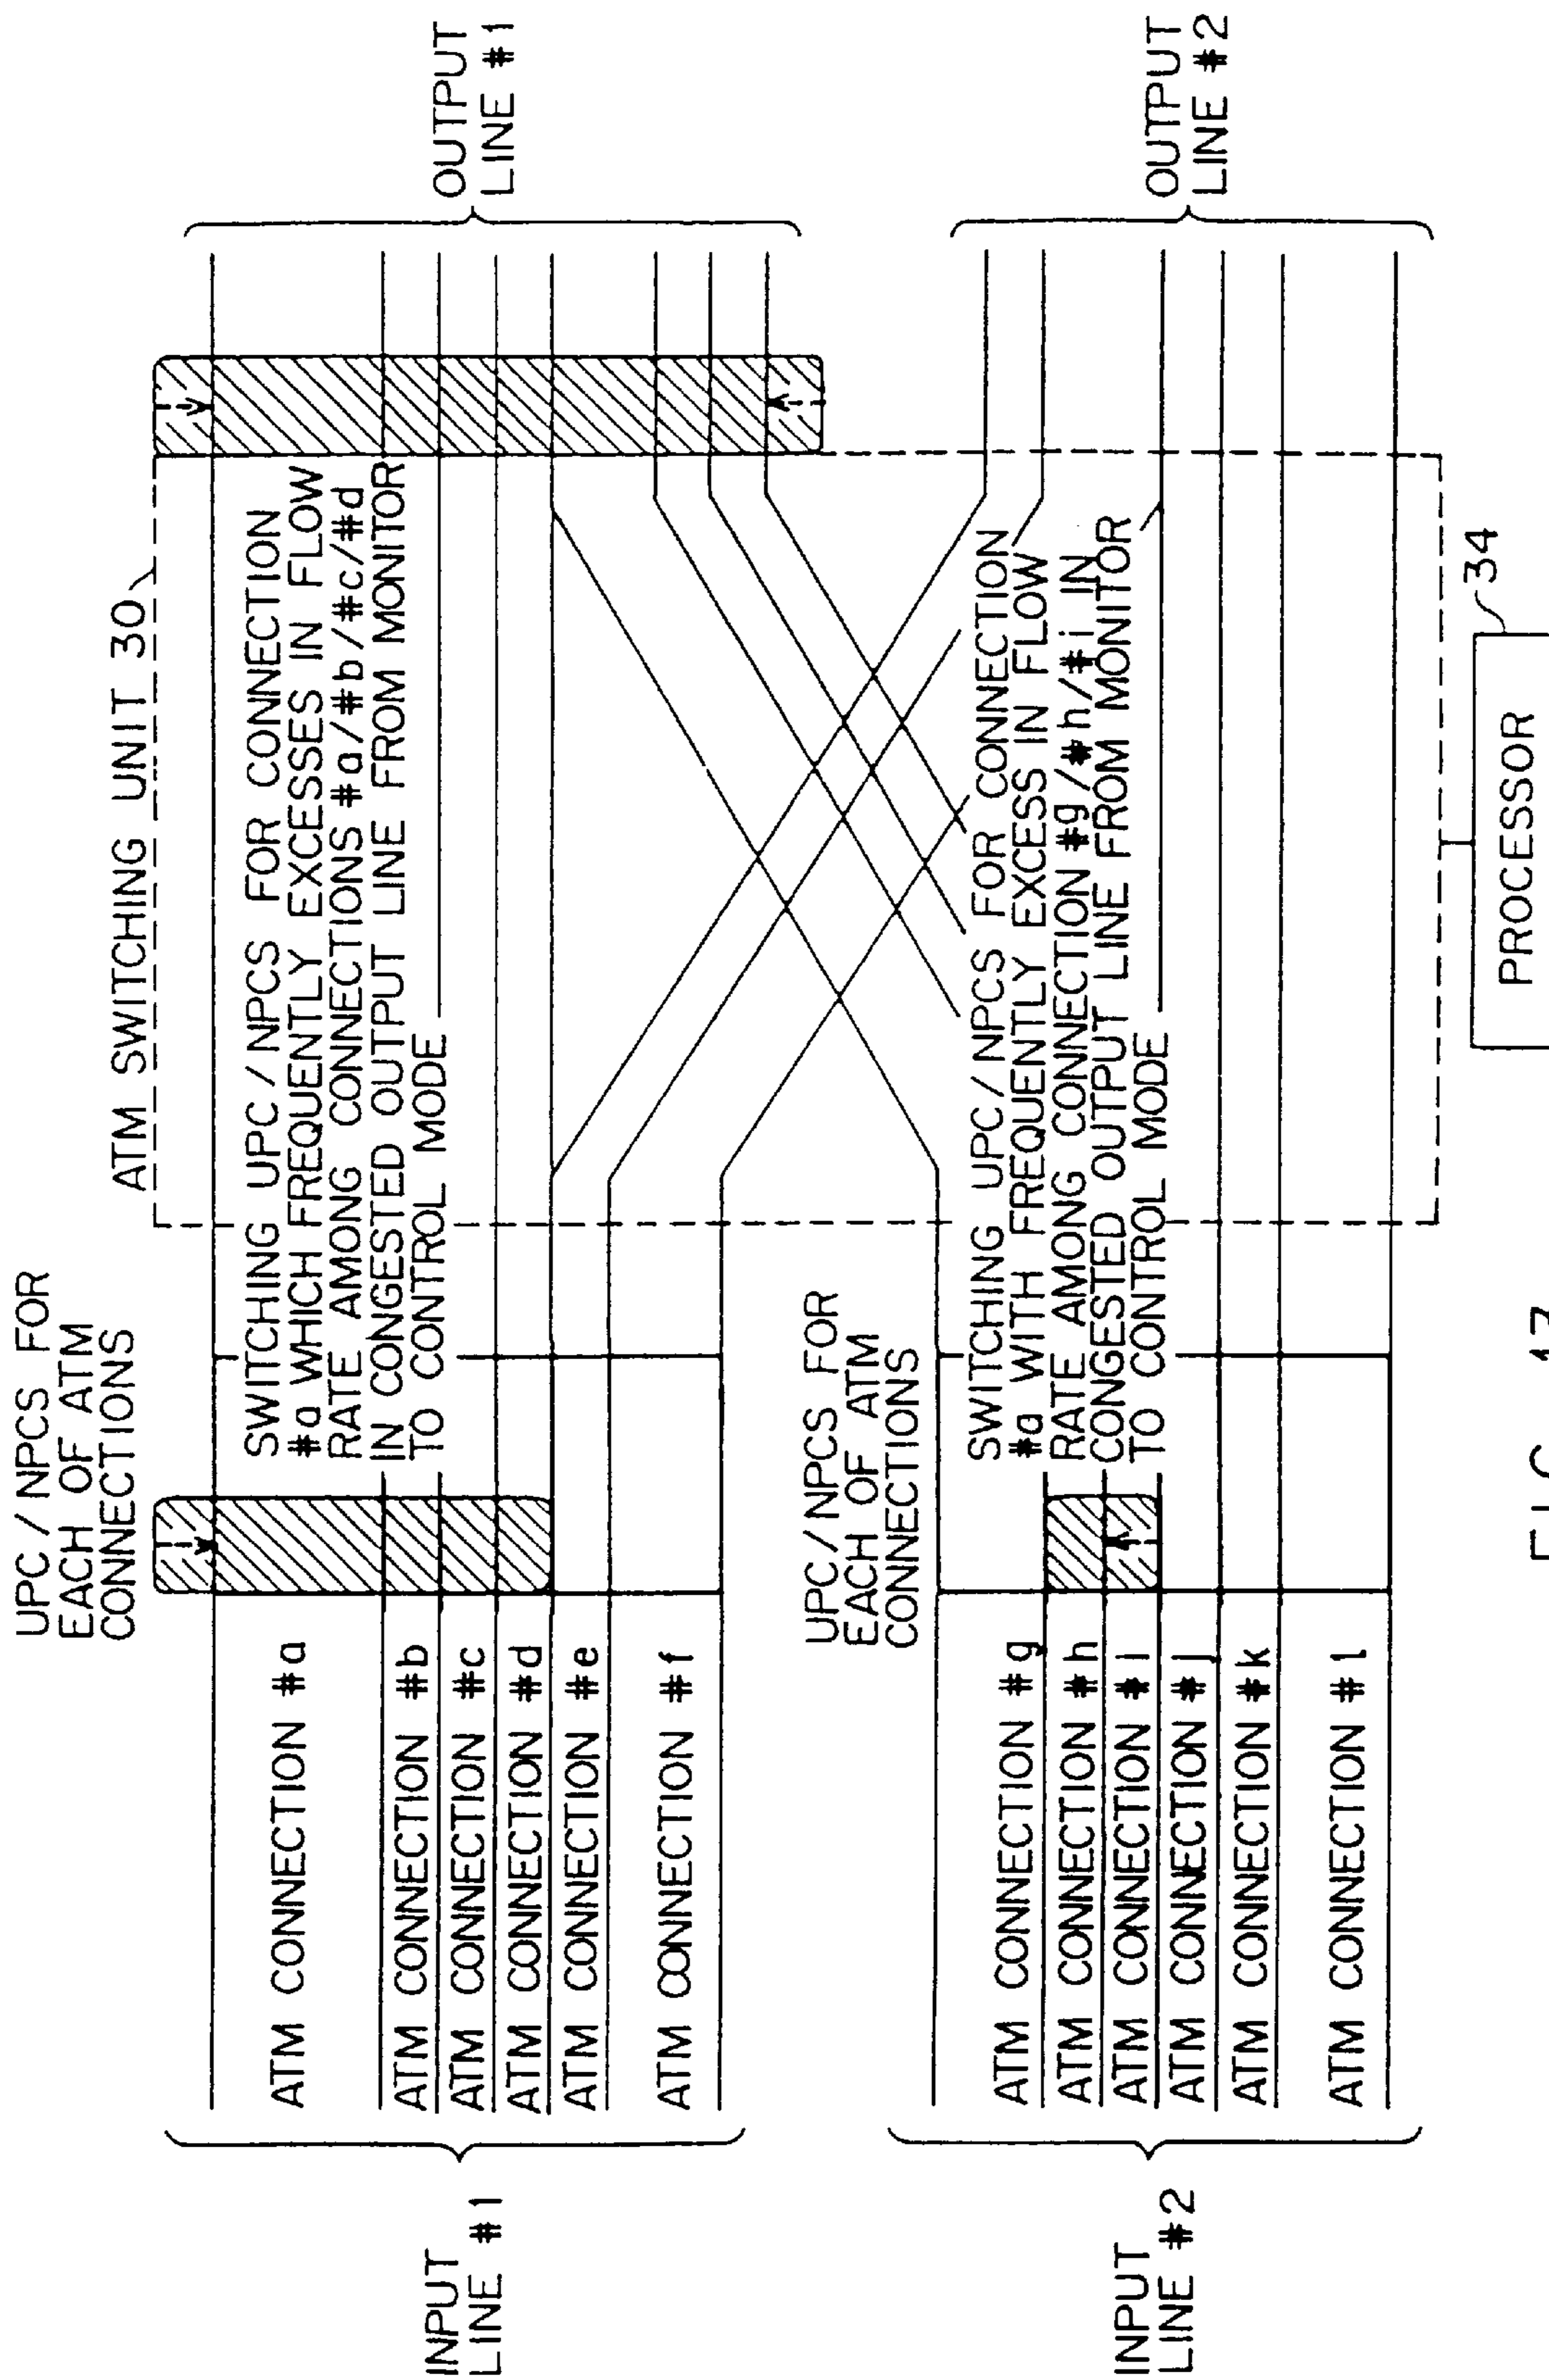 UPC / NPCS FOR
EACH OF ATM
CONNECTIONS
ATM SWITCHING UNIT 30
INPUT
LINE #1
ATM CONNECTION #a
ATM CONNECTION #b
ATM CONNECTION #c
ATM CONNECTION #d
ATM CONNECTION #e
ATM CONNECTION #f
SWITCHING UPC / NPCS FOR CONNECTION
#a WHICH FREQUENTLY EXCESSES IN FLOW
RATE AMONG CONNECTIONS #a/#b/#c/#d
IN CONGESTED OUTPUT LINE FROM MONITOR
TO CONTROL MODE
OUTPUT
LINE #1
UPC/NPCS FOR
EACH OF ATM
CONNECTIONS
INPUT
LINE #2
ATM CONNECTION #g
ATM CONNECTION #h
ATM CONNECTION #i
ATM CONNECTION #j
ATM CONNECTION #k
ATM CONNECTION #l
SWITCHING UPC/NPCS FOR CONNECTION
#a WITH FREQUENTLY EXCESS IN FLOW
RATE AMONG CONNECTION #g/#h/#i IN
CONGESTED OUTPUT LINE FROM MONITOR
TO CONTROL MODE
OUTPUT
LINE #2
34
PROCESSOR